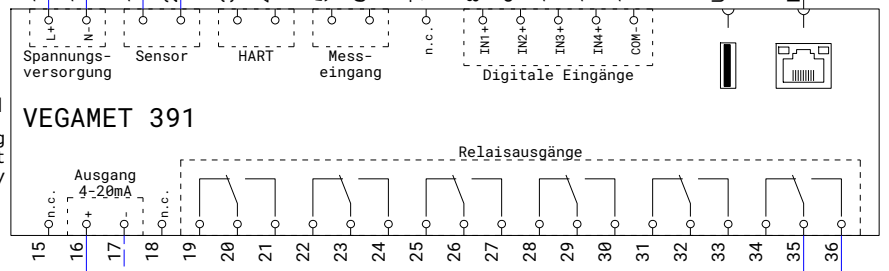 L+ N- n.c. IN1+ IN2+ IN3+ IN4+ COM-
Spannungs-
versorgung
Sensor
HART
Mess-
eingang
Digitale Eingänge
VEGAMET 391
Relaisausgänge
Ausgang
4-20mA
n.c. + - n.c.
15 16 17 18 19 20 21 22 23 24 25 26 27 28 29 30 31 32 33 34 35 36